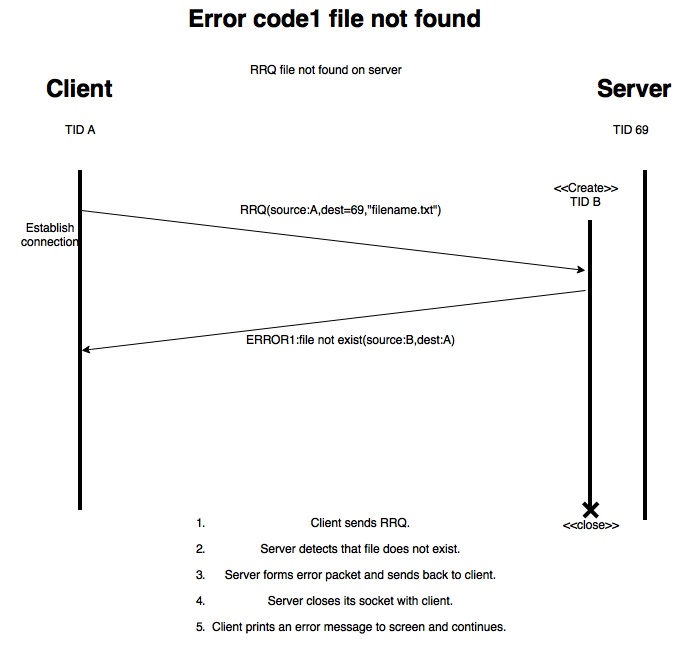 Error code1 file not found
RRQ file not found on server
Client
Server
TID A
TID 69
<<Create>>
TID B
RRQ(source:A,dest=69,"filename.txt")
Establish
connection
ERROR1:file not exist(source:B,dest:A)
<<close>>
1. Client sends RRQ.
2. Server detects that file does not exist.
3. Server forms error packet and sends back to client.
4. Server closes its socket with client.
5. Client prints an error message to screen and continues.